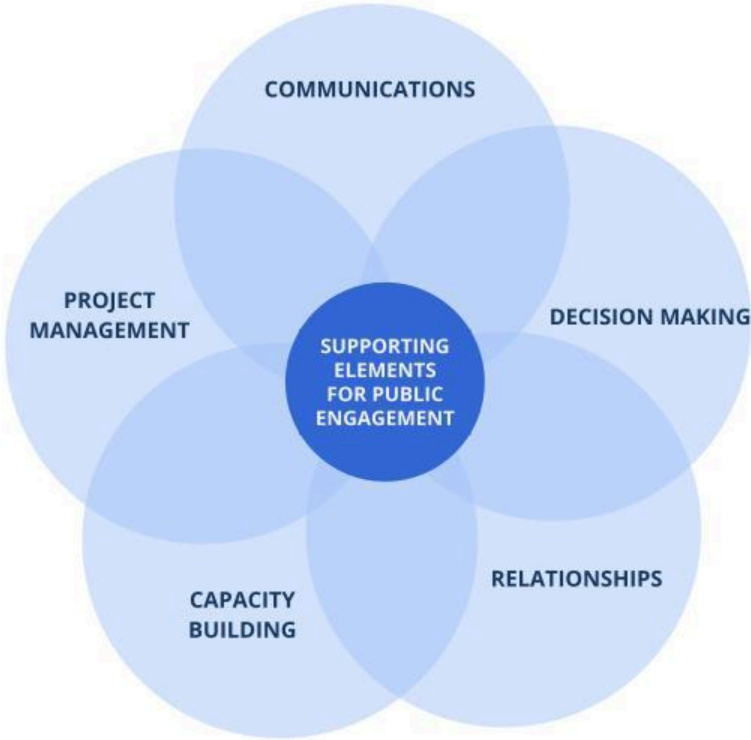 COMMUNICATIONS
DECISION MAKING
RELATIONSHIPS
CAPACITY
BUILDING
PROJECT
MANAGEMENT
SUPPORTING
ELEMENTS
FOR PUBLIC
ENGAGEMENT